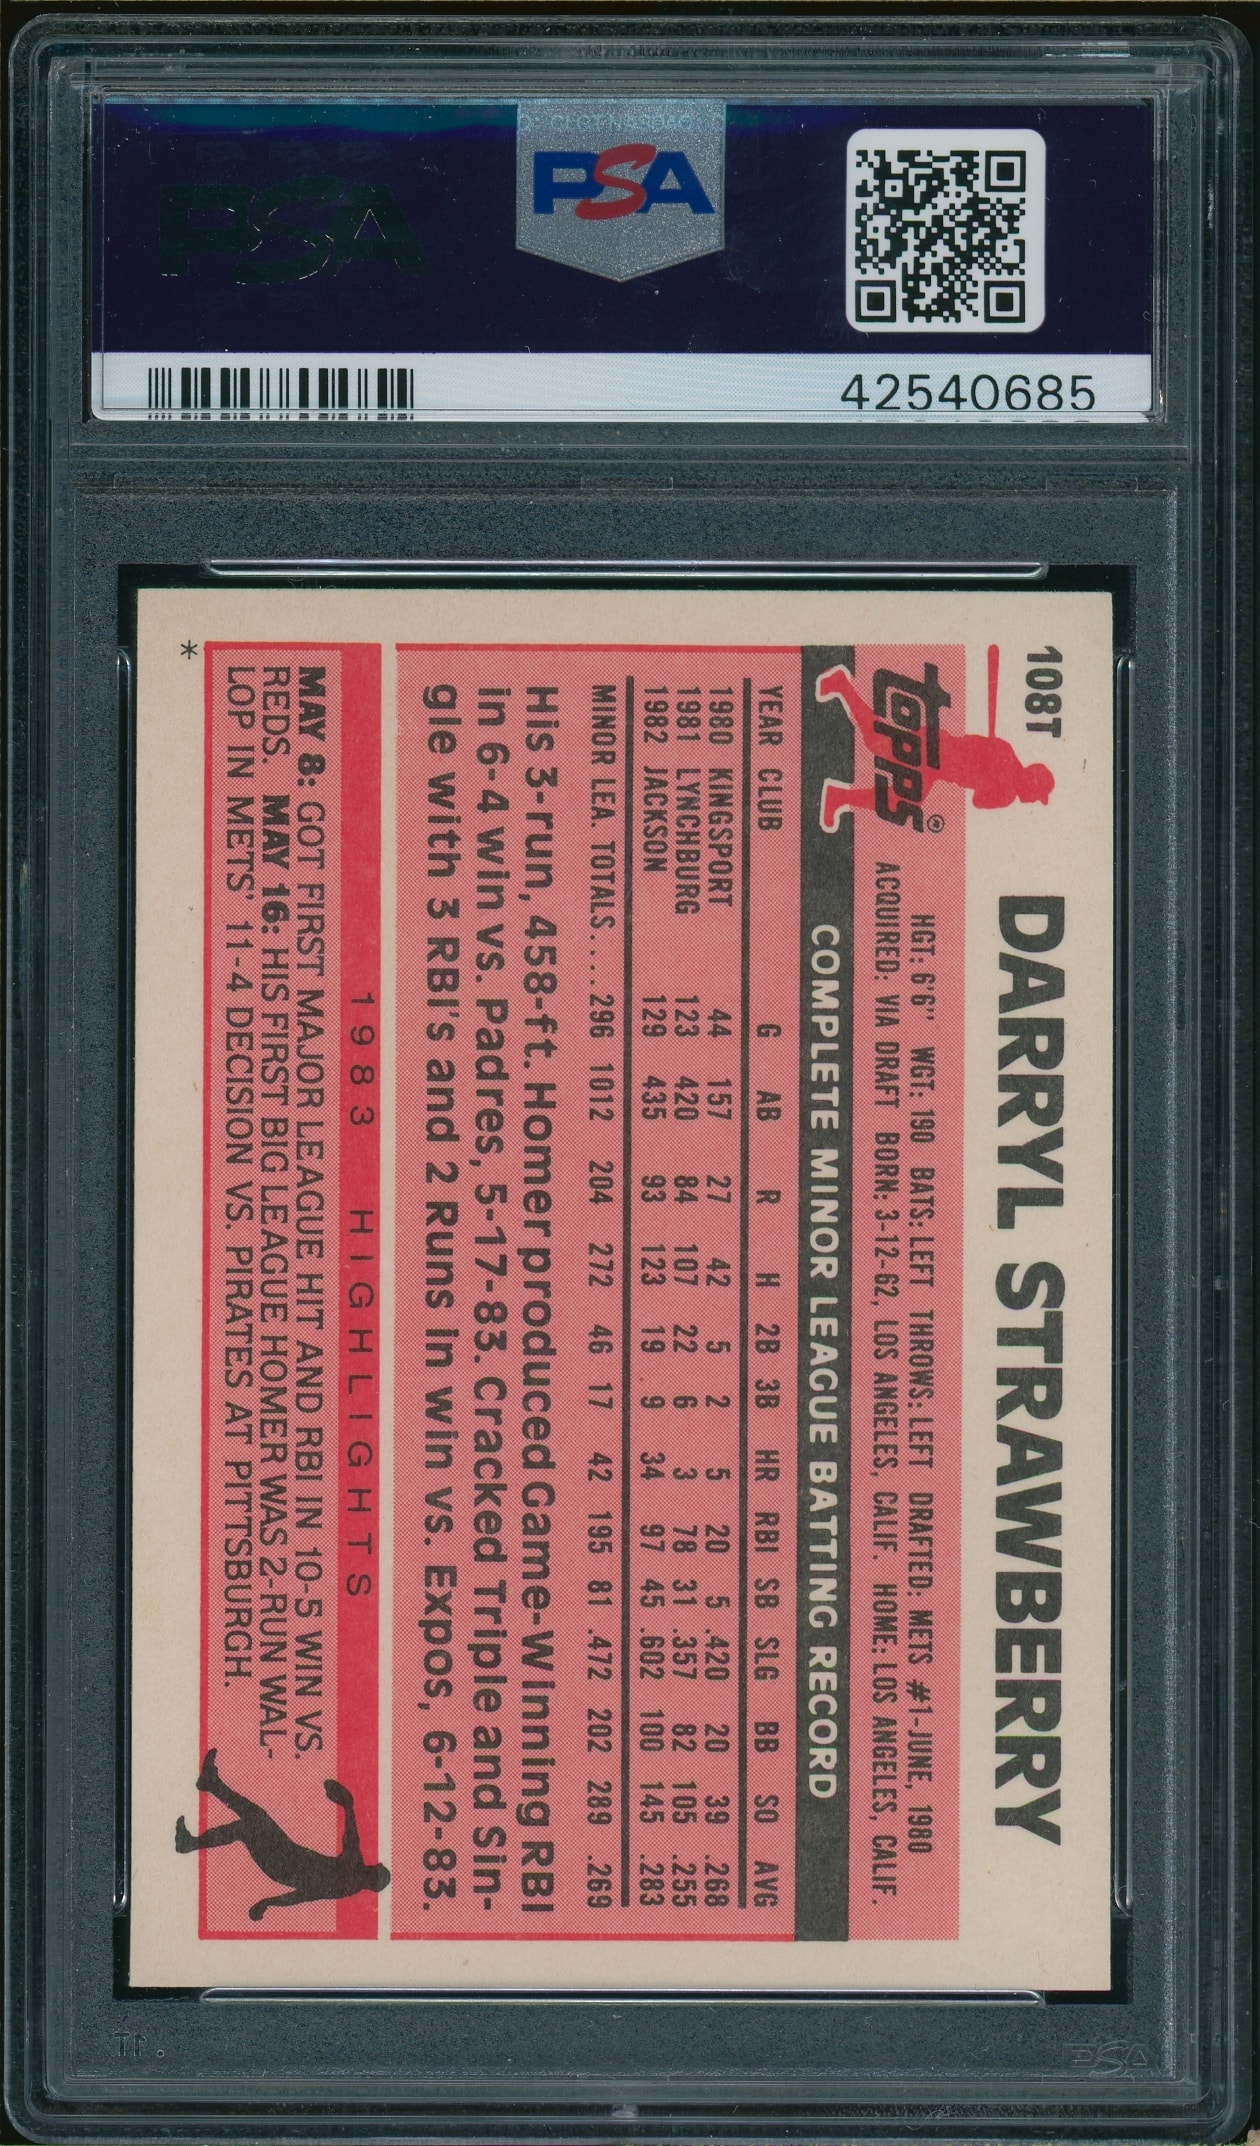 PSA
PSA
42540685
108T
DARRYL STRAWBERRY
topps®
HGT: 6'6" WGT: 190 BATS: LEFT THROWS: LEFT DRAFTED: METS #1-JUNE, 1980
ACQUIRED: VIA DRAFT BORN: 3-12-62, LOS ANGELES, CALIF. HOME: LOS ANGELES, CALIF.
COMPLETE MINOR LEAGUE BATTING RECORD
YEAR CLUB G AB R H 2B 3B HR RBI SB SLG BB SO AVG
1980 KINGSPORT 44 157 27 42 5 2 5 20 5 .420 20 39 .268
1981 LYNCHBURG 123 420 84 107 22 6 3 78 31 .357 82 105 .255
1982 JACKSON 129 435 93 123 19 9 34 97 45 .602 100 145 .283
MINOR LEA. TOTALS.... 296 1012 204 272 46 17 42 195 81 .472 202 289 .269
His 3-run, 458-ft. Homer produced Game-Winning RBI
in 6-4 win vs. Padres, 5-17-83. Cracked Triple and Sin-
gle with 3 RBI's and 2 Runs in win vs. Expos, 6-12-83.
1983 HIGHLIGHTS
MAY 8: GOT FIRST MAJOR LEAGUE HIT AND RBI IN 10-5 WIN VS.
REDS. MAY 16: HIS FIRST BIG LEAGUE HOMER WAS 2-RUN WAL-
LOP IN METS' 11-4 DECISION VS. PIRATES AT PITTSBURGH.
*
PSA